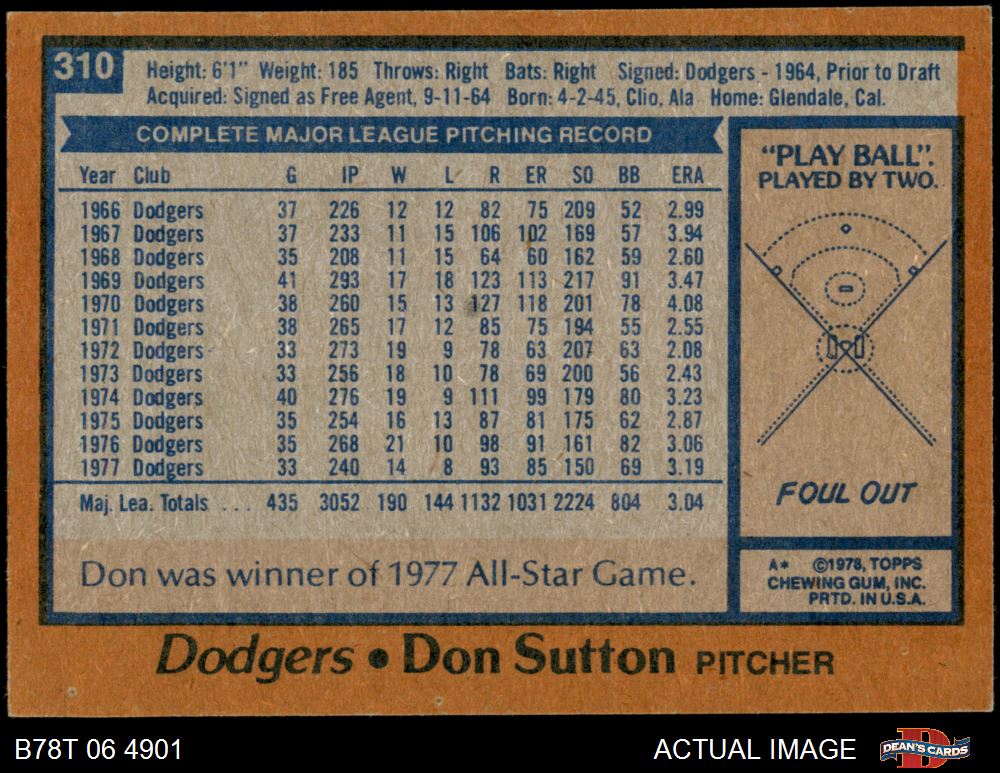 310
Height: 6'1" Weight: 185 Throws: Right Bats: Right Signed: Dodgers - 1964, Prior to Draft
Acquired: Signed as Free Agent, 9-11-64 Born: 4-2-45, Clio, Ala Home: Glendale, Cal.
COMPLETE MAJOR LEAGUE PITCHING RECORD
Year Club G IP W L R ER SO BB ERA
1966 Dodgers 37 226 12 12 82 75 209 52 2.99
1967 Dodgers 37 233 11 15 106 102 169 57 3.94
1968 Dodgers 35 208 11 15 64 60 162 59 2.60
1969 Dodgers 41 293 17 18 123 113 217 91 3.47
1970 Dodgers 38 260 15 13 127 118 201 78 4.08
1971 Dodgers 38 265 17 12 85 75 194 55 2.55
1972 Dodgers 33 273 19 9 78 63 207 63 2.08
1973 Dodgers 33 256 18 10 78 69 200 56 2.43
1974 Dodgers 40 276 19 9 111 99 179 80 3.23
1975 Dodgers 35 254 16 13 87 81 175 62 2.87
1976 Dodgers 35 268 21 10 98 91 161 82 3.06
1977 Dodgers 33 240 14 8 93 85 150 69 3.19
Maj. Lea. Totals . . . 435 3052 190 144 1132 1031 2224 804 3.04
Don was winner of 1977 All-Star Game.
"PLAY BALL".
PLAYED BY TWO.
FOUL OUT
A* ©1978, TOPPS
CHEWING GUM, INC.
PRTD. IN U.S.A.
Dodgers • Don Sutton PITCHER
B78T 06 4901
ACTUAL IMAGE
DEAN'S CARDS